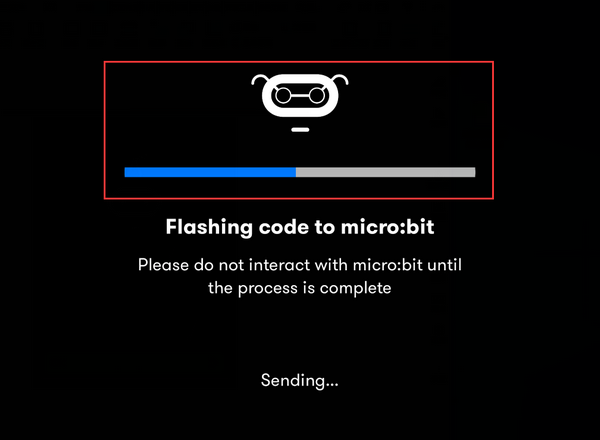 Flashing code to micro:bit
Please do not interact with micro:bit until
the process is complete
Sending...